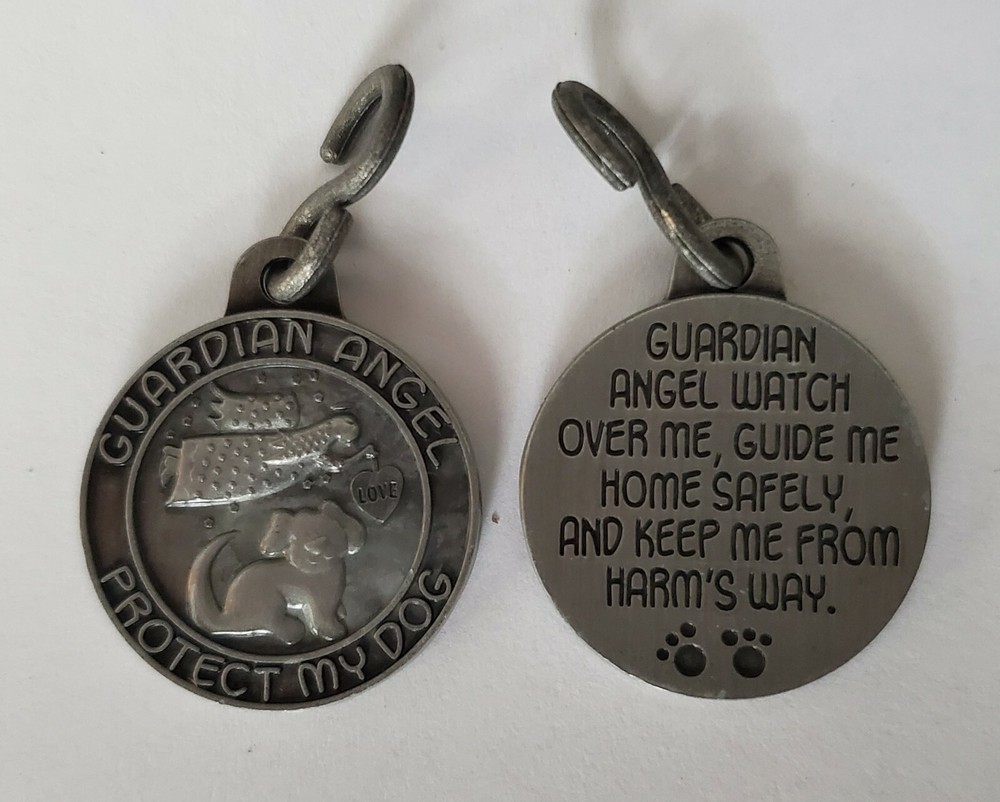 GUARDIAN ANGEL
LOVE
PROTECT MY DOG
GUARDIAN
ANGEL WATCH
OVER ME, GUIDE ME
HOME SAFELY,
AND KEEP ME FROM
HARM'S WAY.